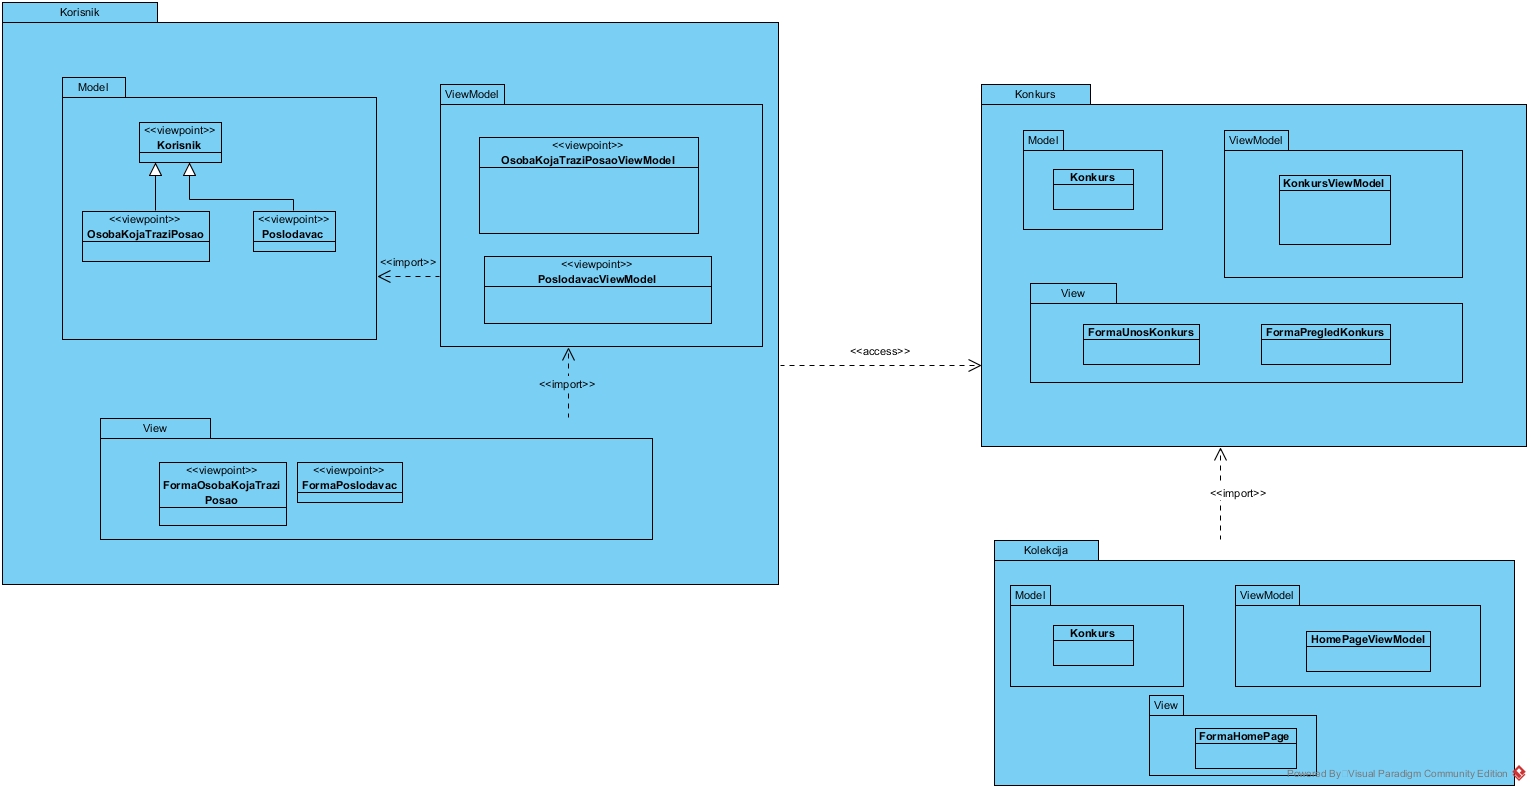 Korisnik
Model
<<viewpoint>>
Korisnik
<<viewpoint>>
OsobaKojaTraziPosao
<<viewpoint>>
Poslodavac
<<import>>
ViewModel
<<viewpoint>>
OsobaKojaTraziPosaoViewModel
<<viewpoint>>
PoslodavacViewModel
<<import>>
View
<<viewpoint>>
FormaOsobaKojaTrazi
Posao
<<viewpoint>>
FormaPoslodavac
<<access>>
Konkurs
Model
Konkurs
ViewModel
KonkursViewModel
View
FormaUnosKonkurs
FormaPregledKonkurs
<<import>>
Kolekcija
Model
Konkurs
ViewModel
HomePageViewModel
View
FormaHomePage
Powered By Visual Paradigm Community Edition